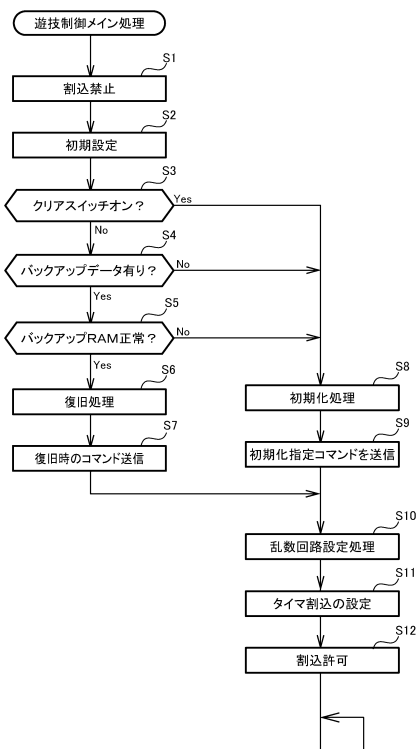 遊技制御メイン処理
S1
割込禁止
S2
初期設定
S3
クリアスイッチオン？
Yes
No
S4
バックアップデータ有り？
No
Yes
S5
バックアップRAM正常？
No
Yes
S6
復旧処理
S7
復旧時のコマンド送信
S8
初期化処理
S9
初期化指定コマンドを送信
S10
乱数回路設定処理
S11
タイマ割込の設定
S12
割込許可